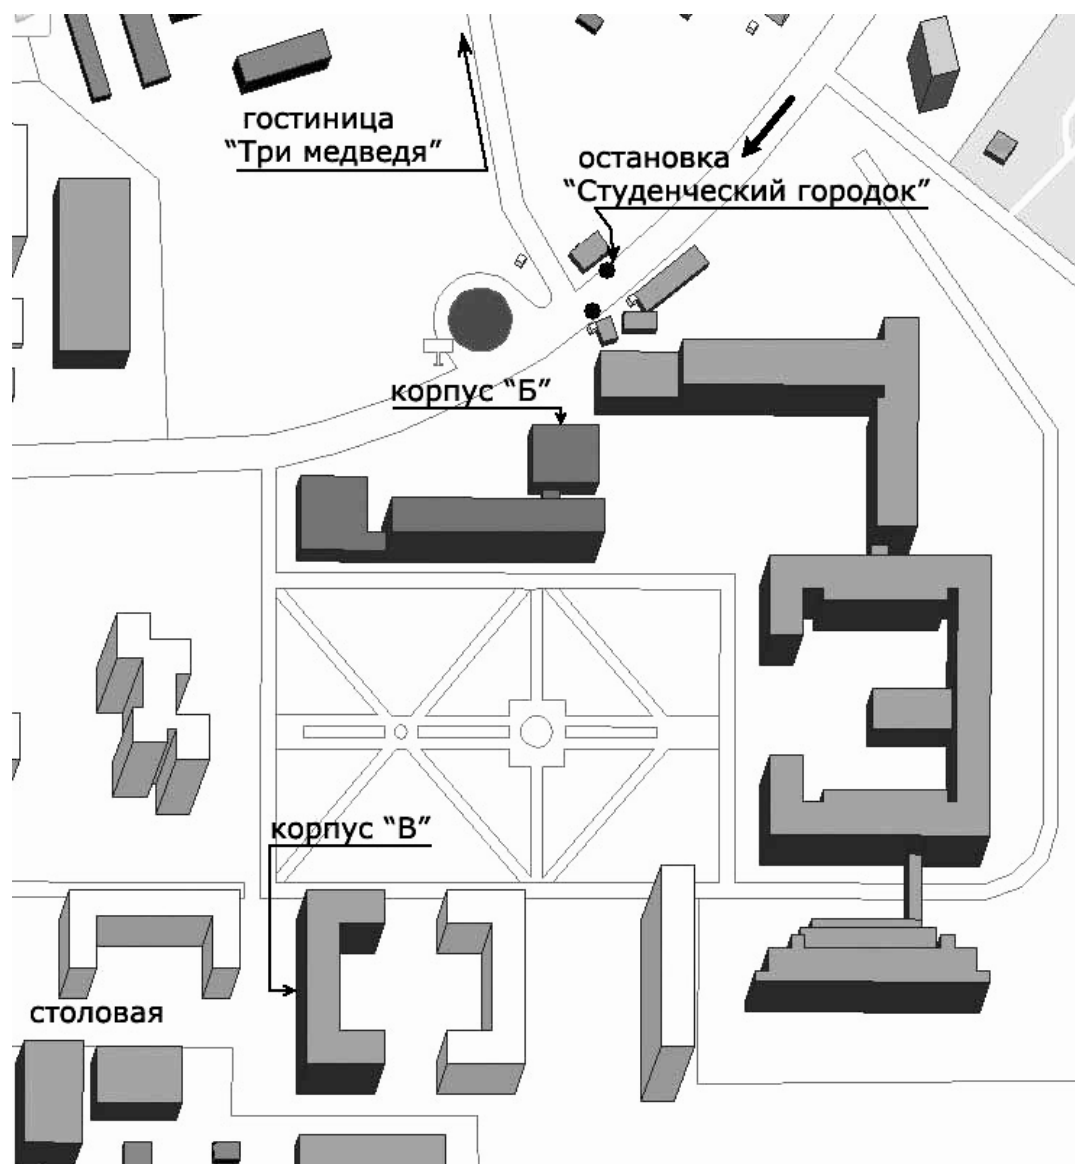 гостиница
“Три медведя”
остановка
“Студенческий городок”
корпус “Б”
корпус “В”
столовая